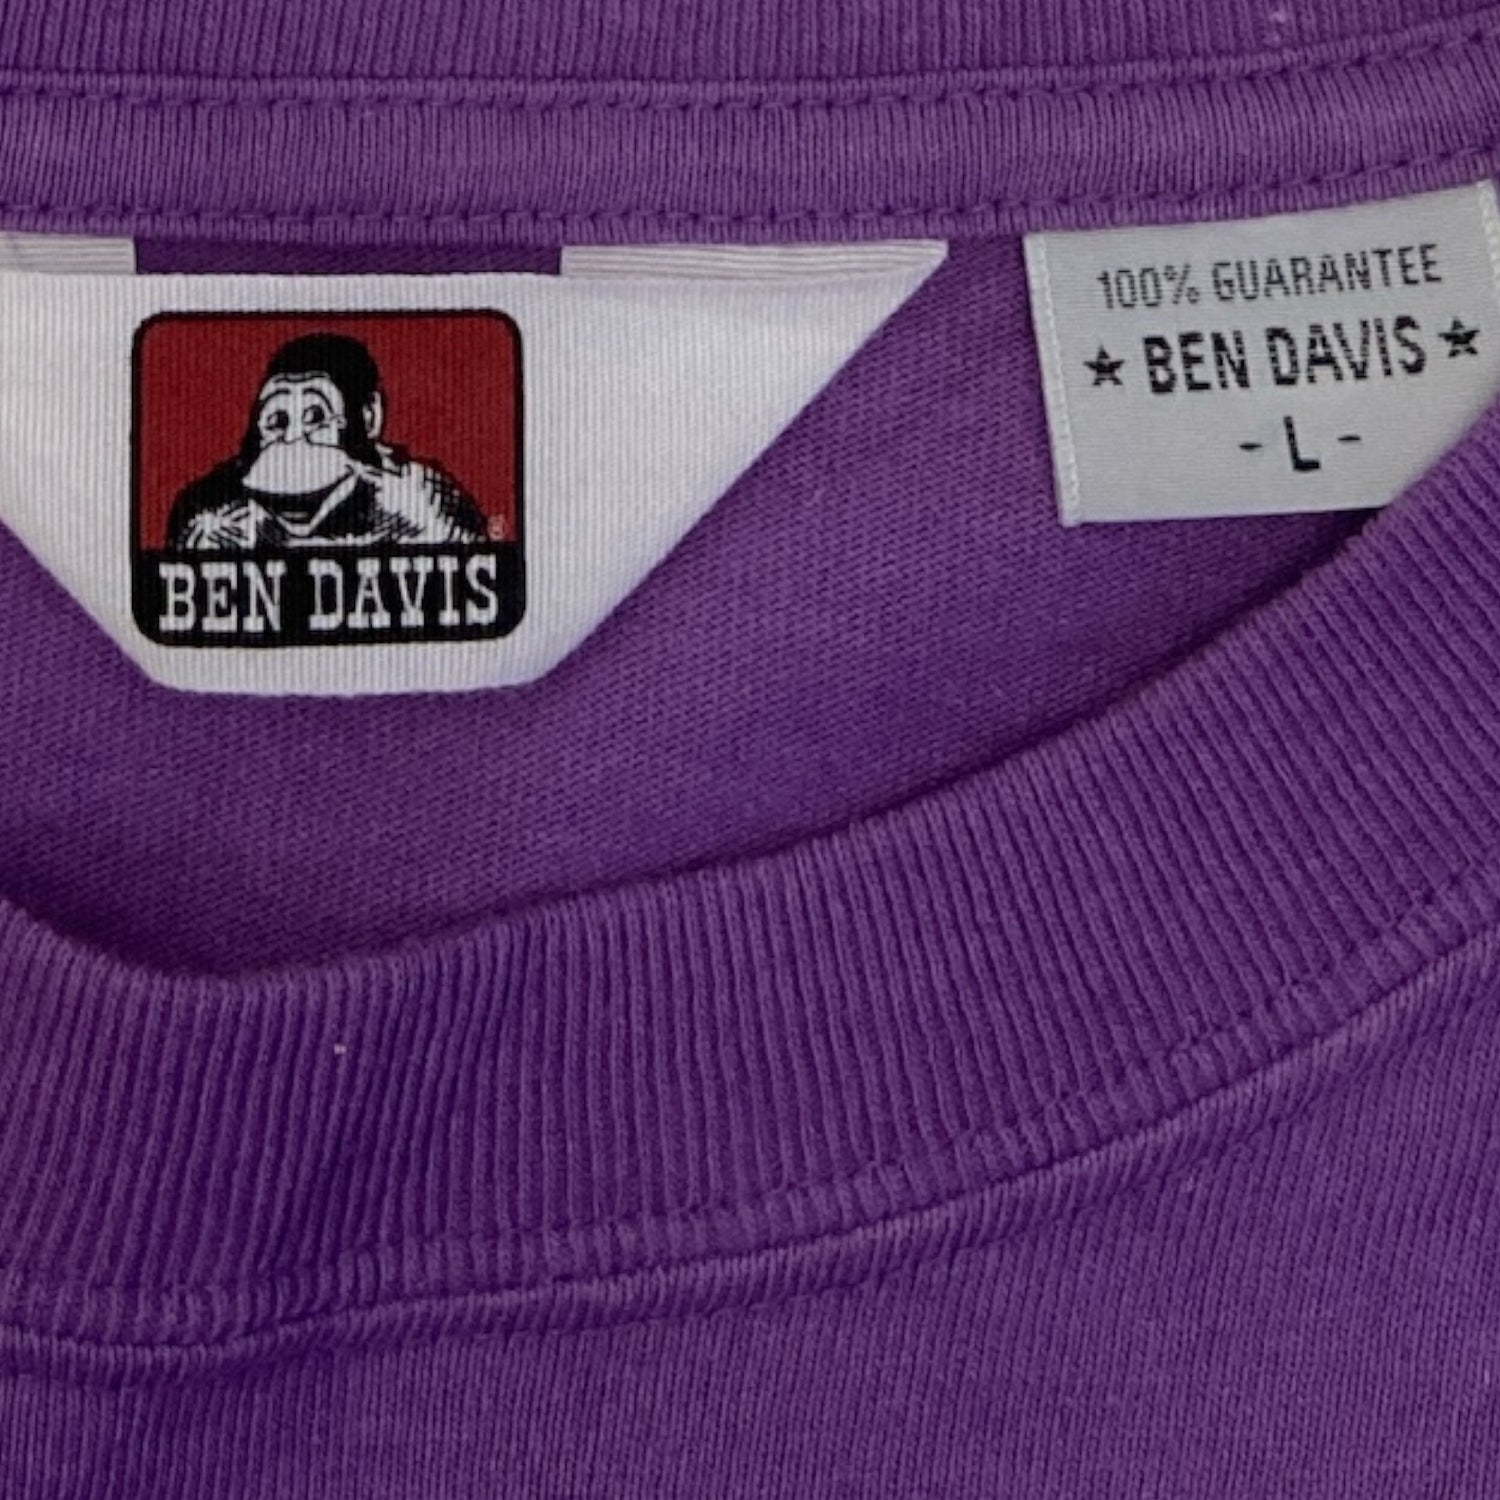 BEN DAVIS
®
100% GUARANTEE
★ BEN DAVIS ★
- L -